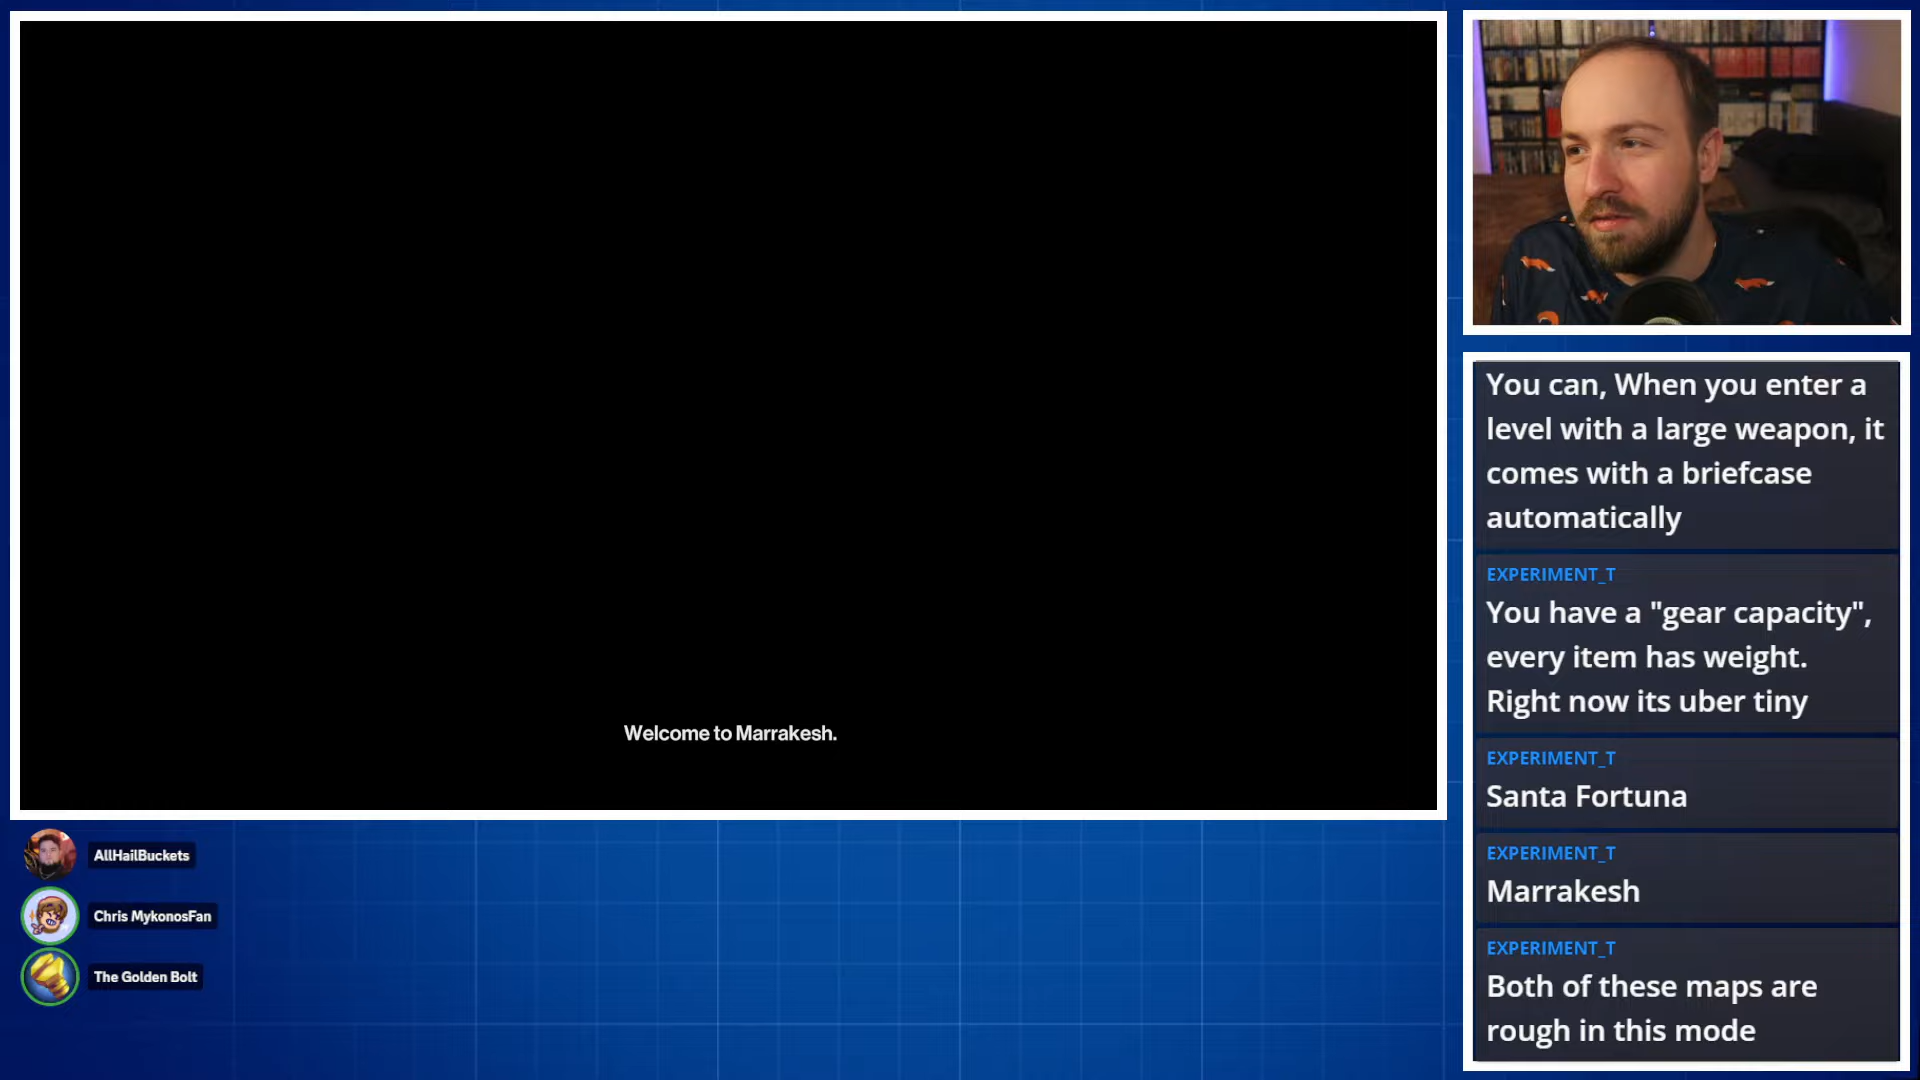 Welcome to Marrakesh.
AllHailBuckets
Chris MykonosFan
The Golden Bolt
You can, When you enter a
level with a large weapon, it
comes with a briefcase
automatically
EXPERIMENT_T
You have a "gear capacity",
every item has weight.
Right now its uber tiny
EXPERIMENT_T
Santa Fortuna
EXPERIMENT_T
Marrakesh
EXPERIMENT_T
Both of these maps are
rough in this mode